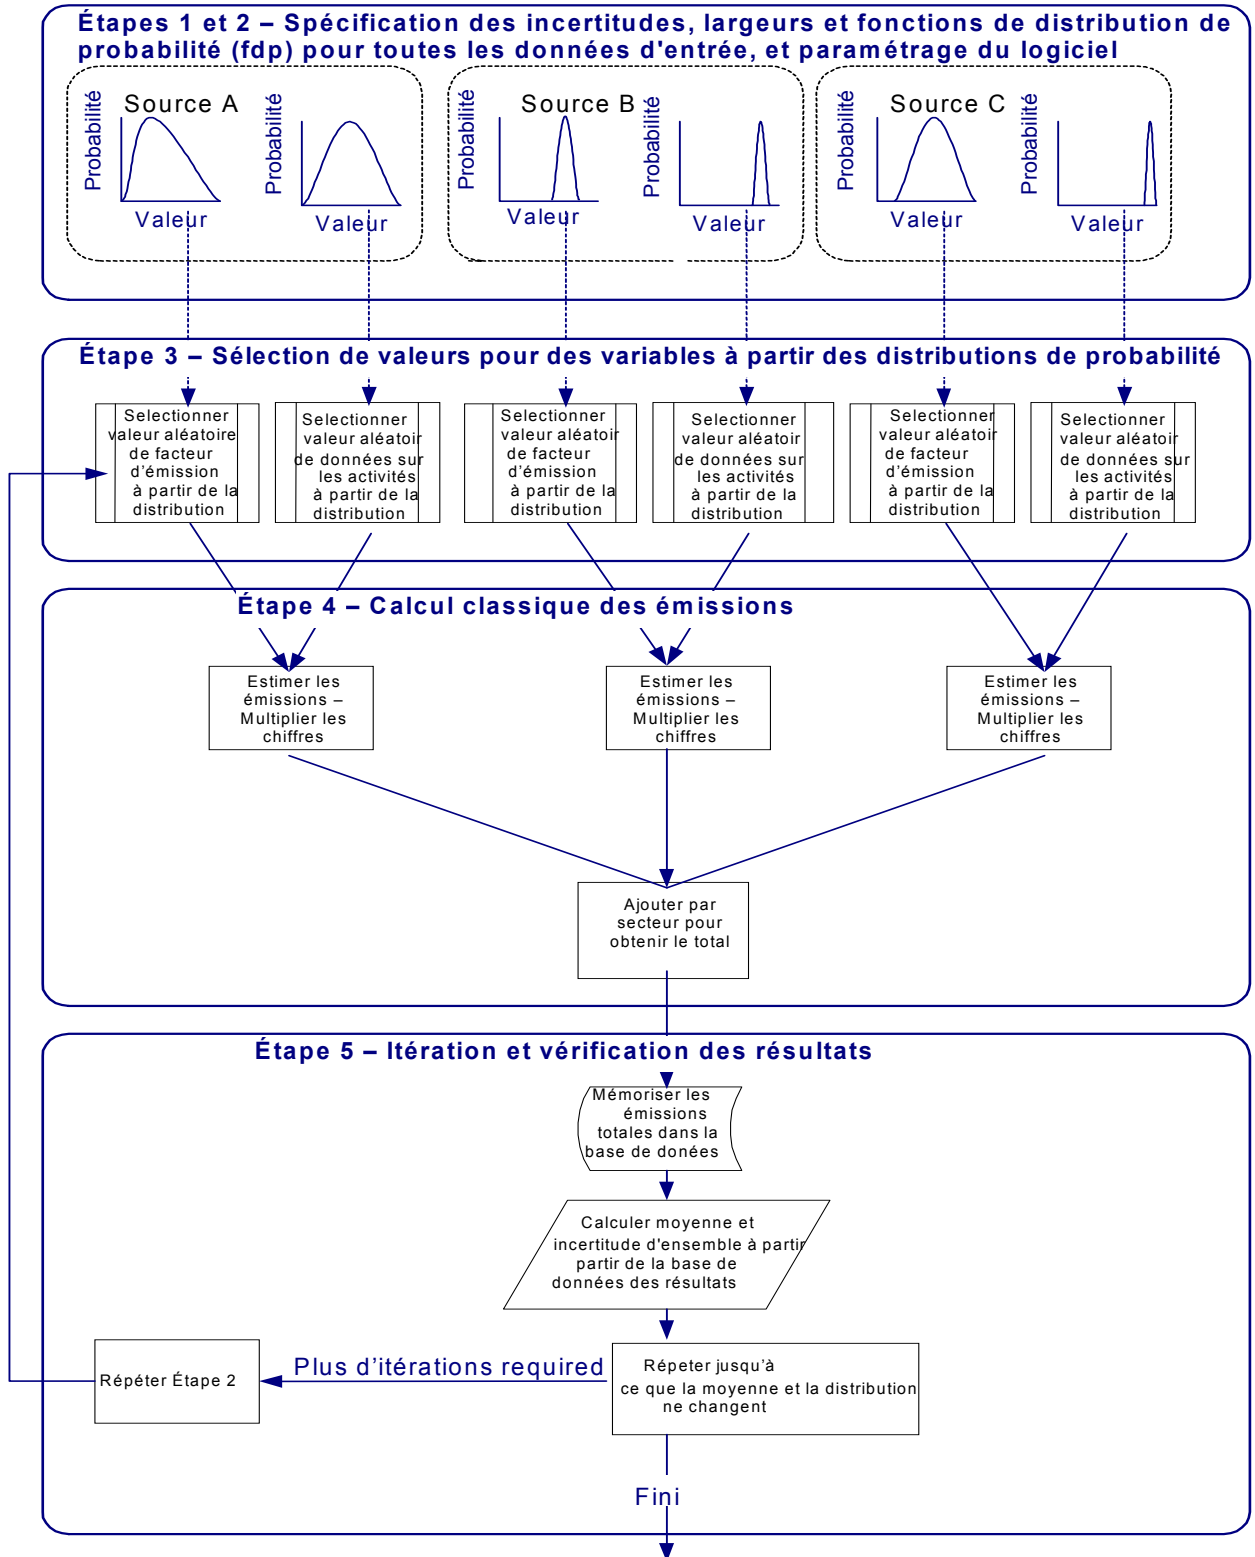 Étapes 1 et 2 – Spécification des incertitudes, largeurs et fonctions de distribution de
probabilité (fdp) pour toutes les données d'entrée, et paramétrage du logiciel
Source A
Probabilité
Valeur
Probabilité
Valeur
Source B
Probabilité
Valeur
Probabilité
Valeur
Source C
Probabilité
Valeur
Probabilité
Valeur
Étape 3 – Sélection de valeurs pour des variables à partir des distributions de probabilité
Selectionner
valeur aléatoire
de facteur
d'émission
à partir de la
distribution
Selectionner
valeur aléatoir
de données sur
les activités
à partir de la
distribution
Selectionner
valeur aléatoir
de facteur
d'émission
à partir de la
distribution
Selectionner
valeur aléatoir
de données sur
les activités
à partir de la
distribution
Selectionner
valeur aléatoir
de facteur
d'émission
à partir de la
distribution
Selectionner
valeur aléatoir
de données sur
les activités
à partir de la
distribution
Étape 4 – Calcul classique des émissions
Estimer les
émissions –
Multiplier les
chiffres
Estimer les
émissions –
Multiplier les
chiffres
Estimer les
émissions –
Multiplier les
chiffres
Ajouter par
secteur pour
obtenir le total
Étape 5 – Itération et vérification des résultats
Mémoriser les
émissions
totales dans la
base de donées
Calculer moyenne et
incertitude d'ensemble à partir
partir de la base de
données des résultats
Répéter Étape 2
Plus d'itérations required
Répeter jusqu'à
ce que la moyenne et la distribution
ne changent
Fini